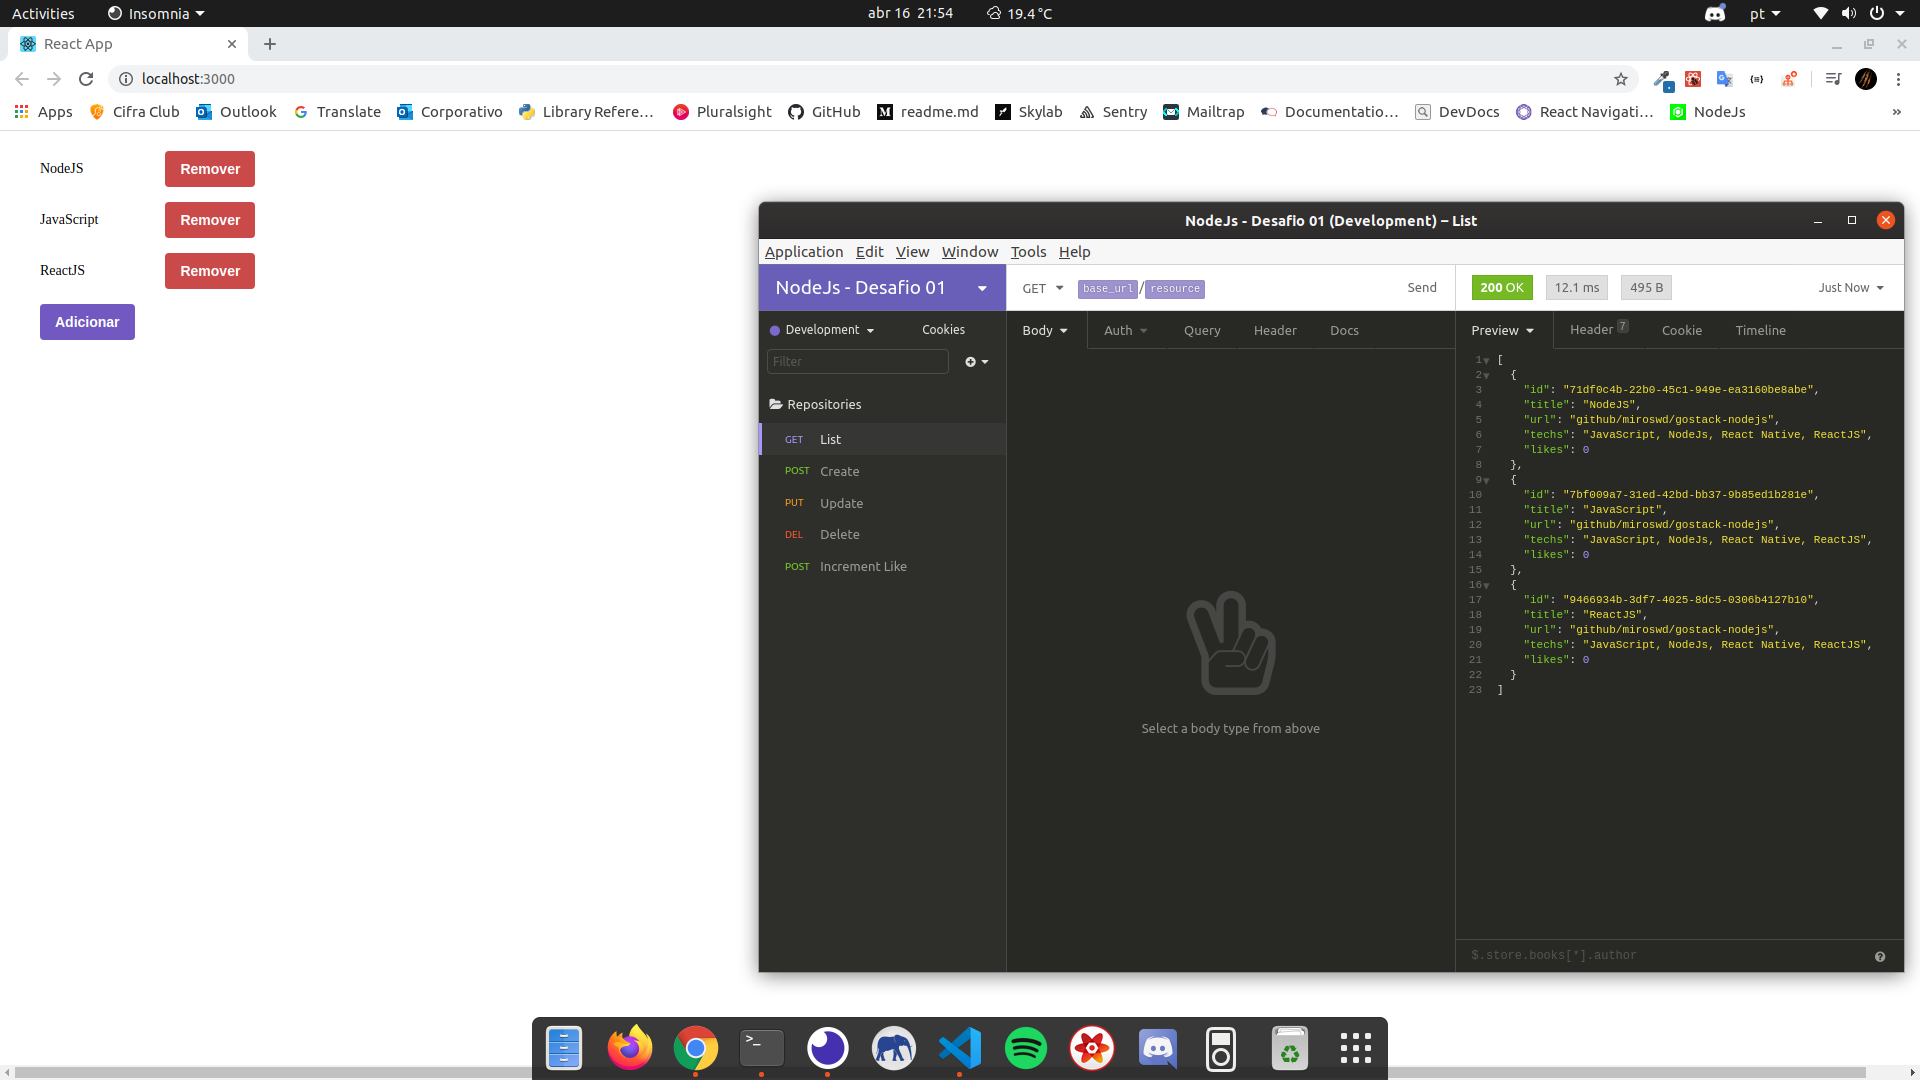 Activities Insomnia abr 16 21:54 19.4 °C pt
React App
localhost:3000
Apps Cifra Club Outlook Translate Corporativo Library Refere… Pluralsight GitHub readme.md Skylab Sentry Mailtrap Documentatio… DevDocs React Navigati… NodeJs »
NodeJS Remover
JavaScript Remover
ReactJS Remover
Adicionar
NodeJs - Desafio 01 (Development) – List
Application Edit View Window Tools Help
NodeJs - Desafio 01 GET base_url/resource Send 200 OK 12.1 ms 495 B Just Now
Development Cookies Body Auth Query Header Docs Preview Header 7 Cookie Timeline
Filter
Repositories
GET List
POST Create
PUT Update
DEL Delete
POST Increment Like
Select a body type from above
1 [
2 {
3 "id": "71df0c4b-22b0-45c1-949e-ea3160be8abe",
4 "title": "NodeJS",
5 "url": "github/miroswd/gostack-nodejs",
6 "techs": "JavaScript, NodeJs, React Native, ReactJS",
7 "likes": 0
8 },
9 {
10 "id": "7bf009a7-31ed-42bd-bb37-9b85ed1b281e",
11 "title": "JavaScript",
12 "url": "github/miroswd/gostack-nodejs",
13 "techs": "JavaScript, NodeJs, React Native, ReactJS",
14 "likes": 0
15 },
16 {
17 "id": "9466934b-3df7-4025-8dc5-0306b4127b10",
18 "title": "ReactJS",
19 "url": "github/miroswd/gostack-nodejs",
20 "techs": "JavaScript, NodeJs, React Native, ReactJS",
21 "likes": 0
22 }
23 ]
$.store.books[*].author